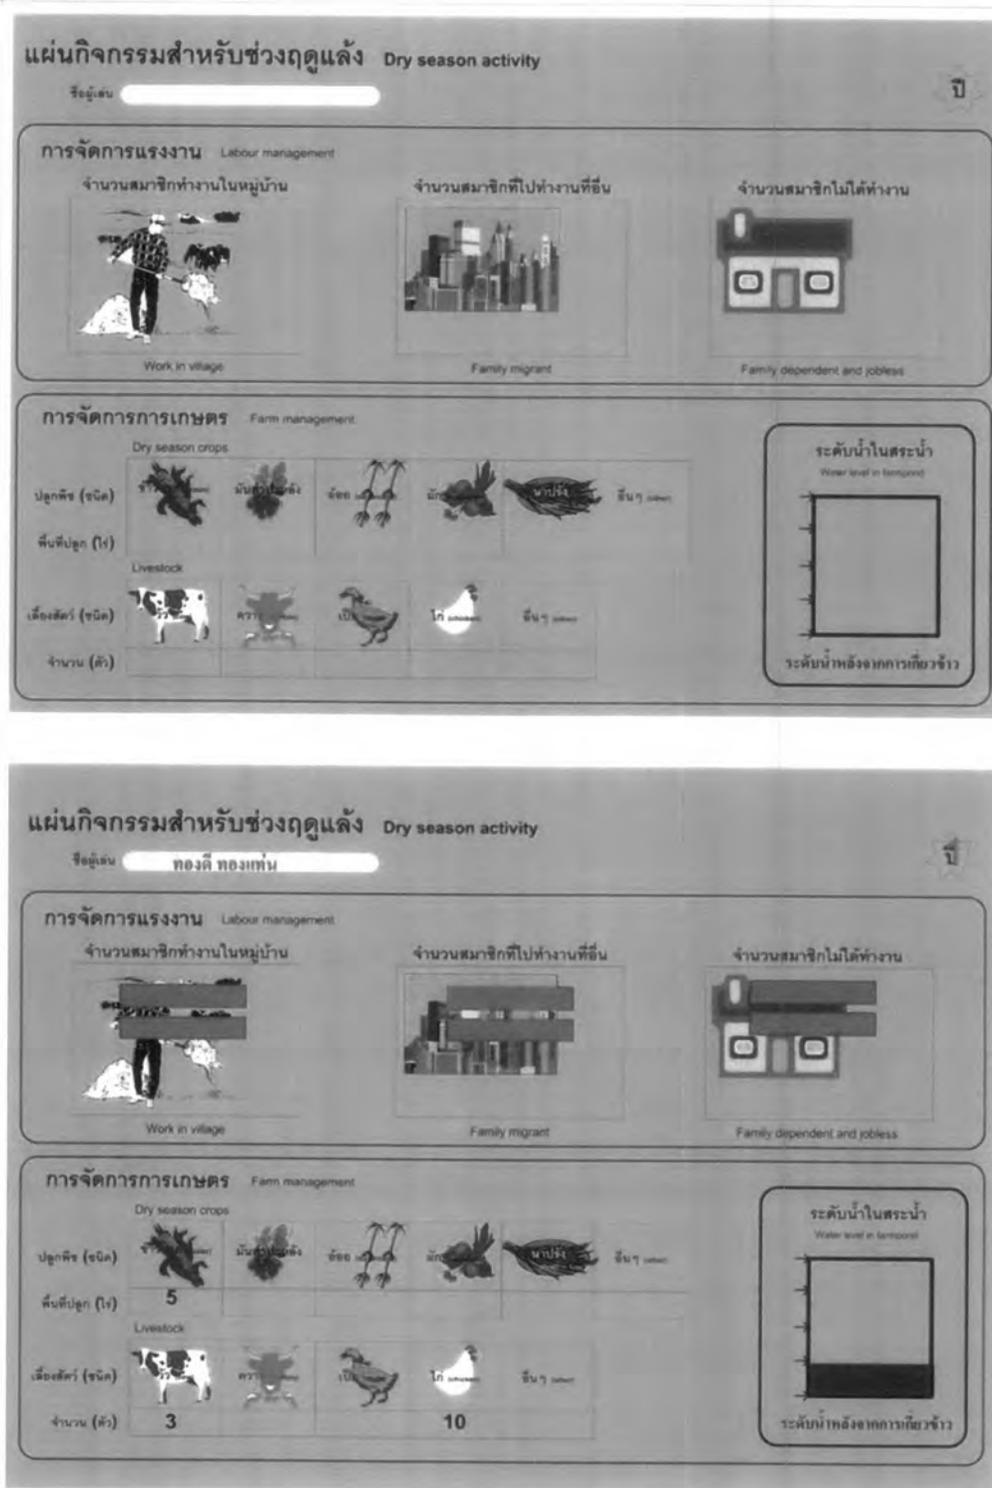 แผ่นกิจกรรมสำหรับช่วงฤดูแล้ง Dry season activity
ชื่อผู้เล่น
ปี
การจัดการแรงงาน Labour management
จำนวนสมาชิกทำงานในหมู่บ้าน จำนวนสมาชิกที่ไปทำงานที่อื่น จำนวนสมาชิกไม่ได้ทำงาน
Work in village Family migrant Family dependent and jobless
การจัดการการเกษตร Farm management
Dry season crops
ปลูกพืช (ชนิด) อ้อย นาปรัง อื่นๆ (other)
พื้นที่ปลูก (ไร่)
Livestock
เลี้ยงสัตว์ (ชนิด) วัว ไก่ (chicken) อื่นๆ (other)
จำนวน (ตัว)
ระดับน้ำในสระน้ำ
Water level in farmpond
ระดับน้ำหลังจากการเกี่ยวข้าว
แผ่นกิจกรรมสำหรับช่วงฤดูแล้ง Dry season activity
ชื่อผู้เล่น ทองดี ทองแท่น
ปี
การจัดการแรงงาน Labour management
จำนวนสมาชิกทำงานในหมู่บ้าน จำนวนสมาชิกที่ไปทำงานที่อื่น จำนวนสมาชิกไม่ได้ทำงาน
Work in village Family migrant Family dependent and jobless
การจัดการการเกษตร Farm management
Dry season crops
ปลูกพืช (ชนิด) อ้อย นาปรัง อื่นๆ (other)
พื้นที่ปลูก (ไร่) 5
Livestock
เลี้ยงสัตว์ (ชนิด) วัว ไก่ (chicken) อื่นๆ (other)
จำนวน (ตัว) 3 10
ระดับน้ำในสระน้ำ
Water level in farmpond
ระดับน้ำหลังจากการเกี่ยวข้าว